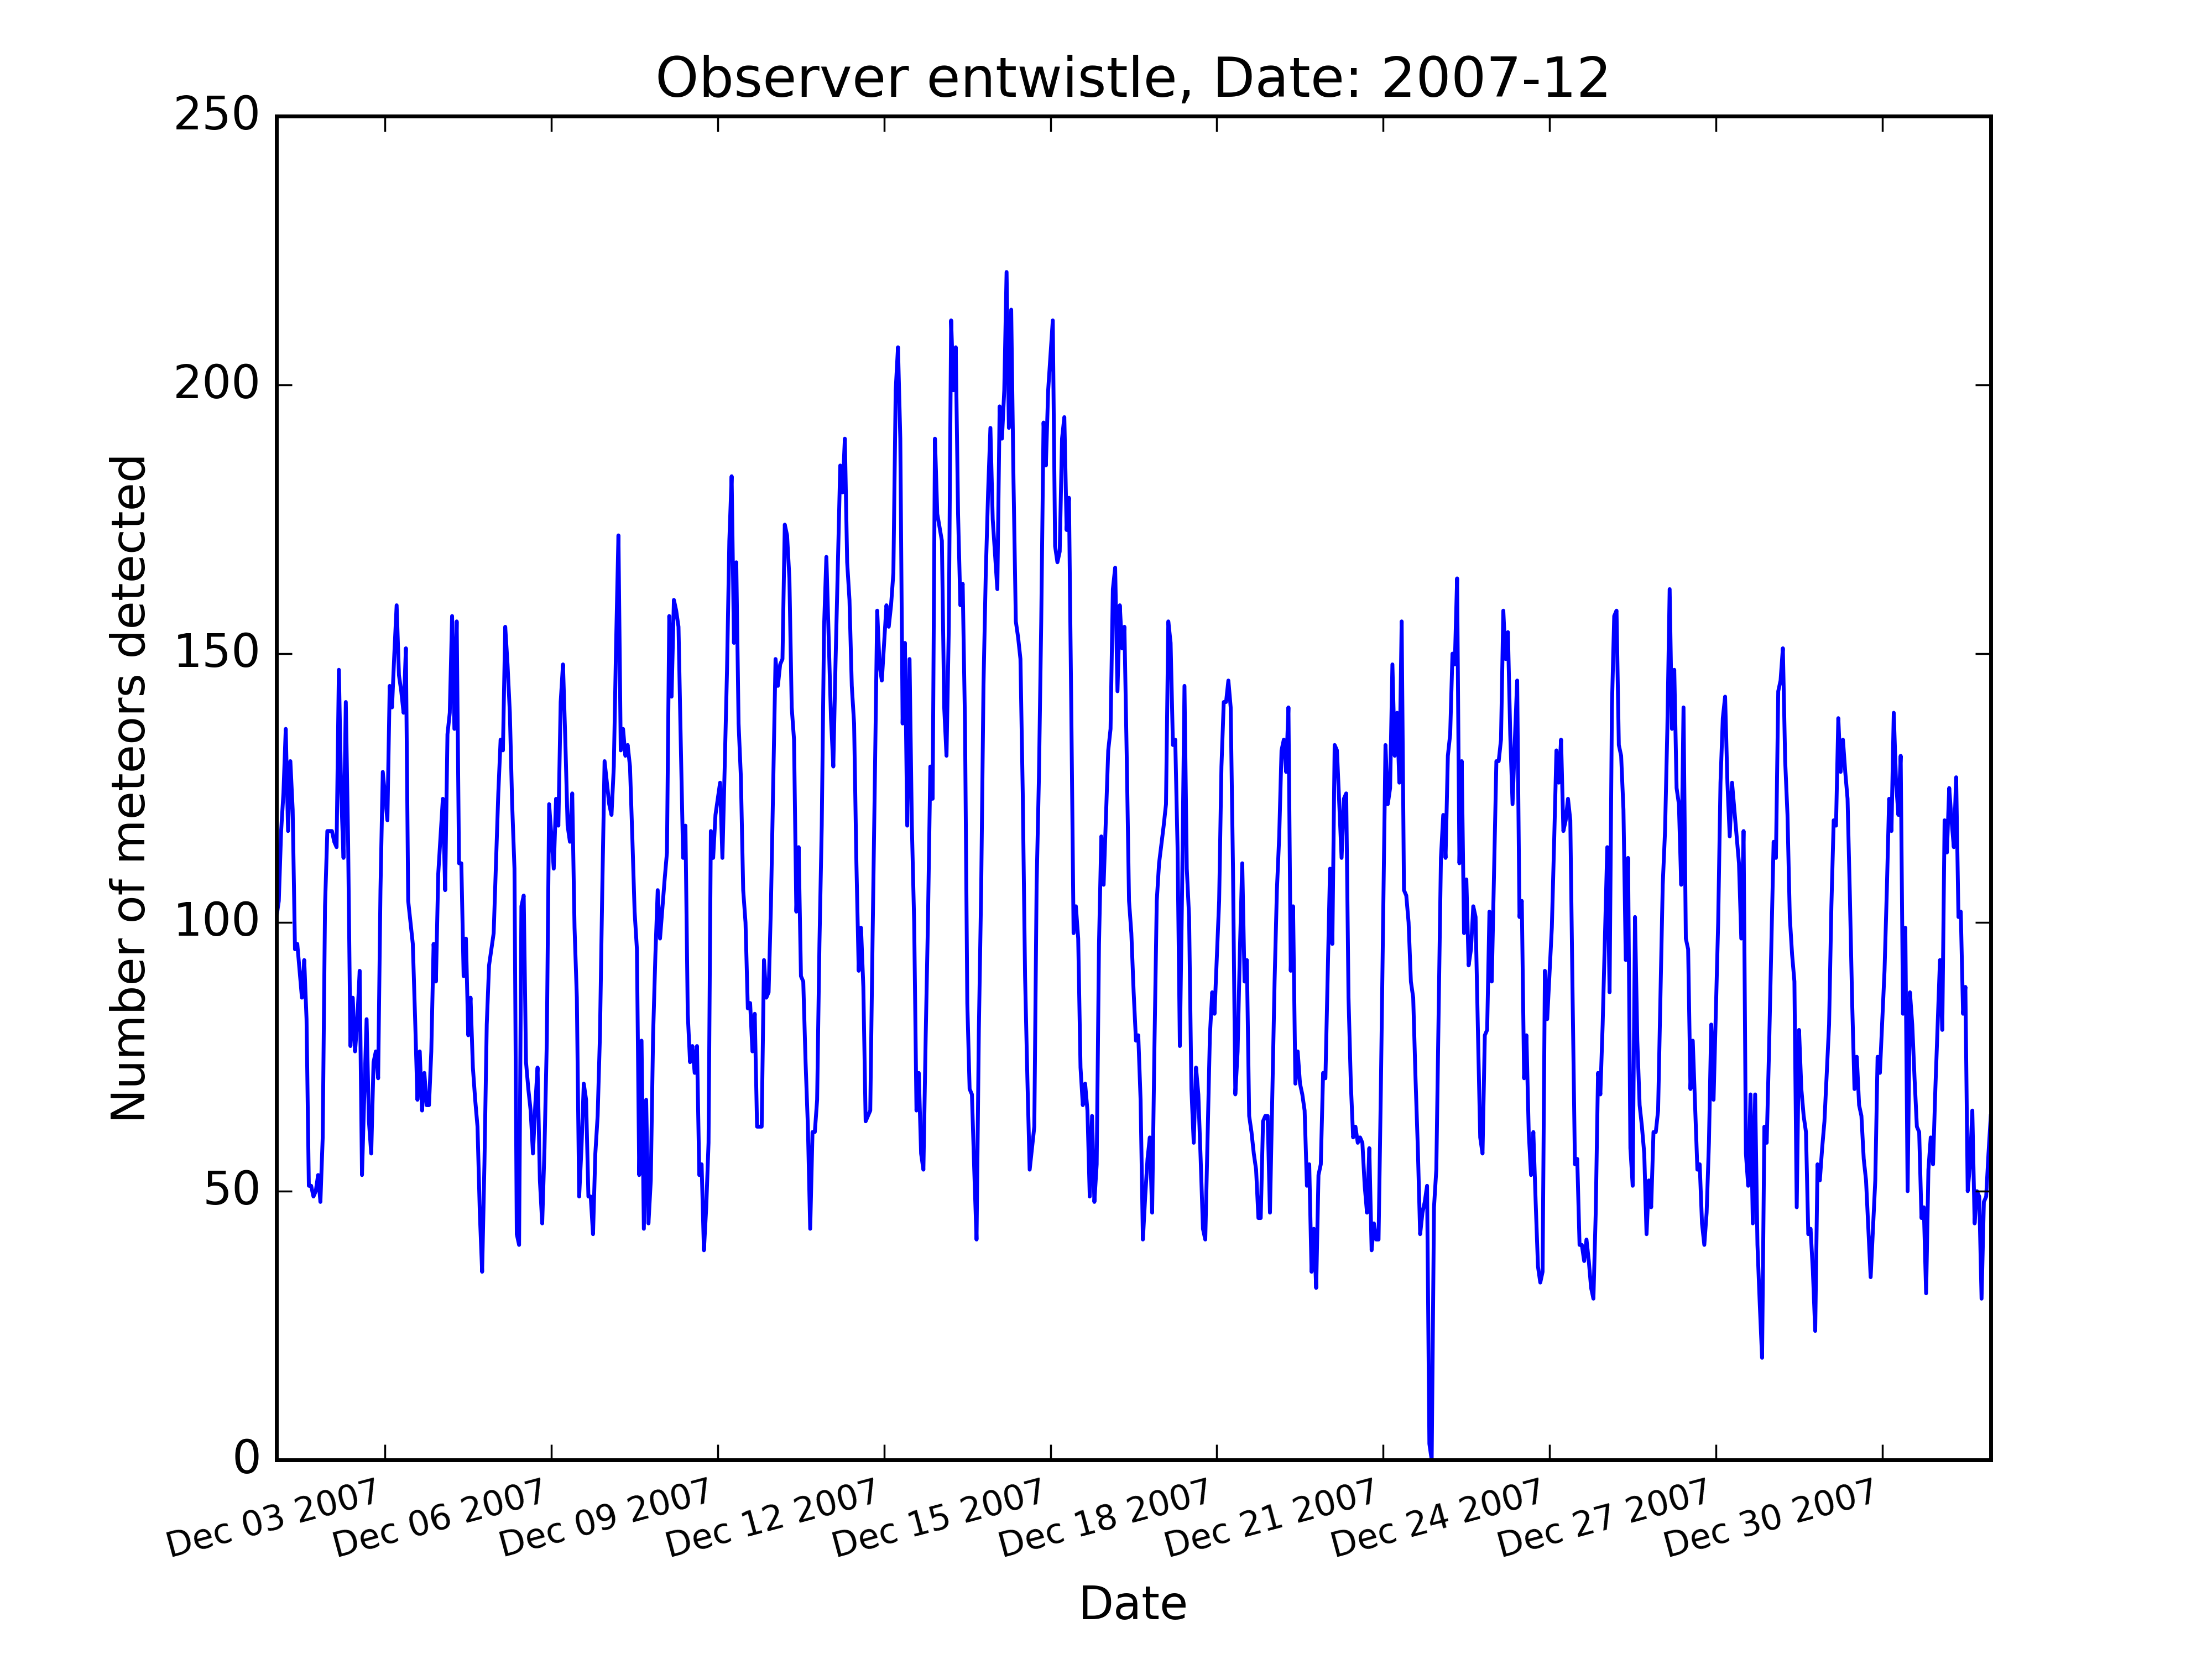 Observer entwistle, Date: 2007-12
250
200
150
100
50
0
Number of meteors detected
Dec 03 2007
Dec 06 2007
Dec 09 2007
Dec 12 2007
Dec 15 2007
Dec 18 2007
Dec 21 2007
Dec 24 2007
Dec 27 2007
Dec 30 2007
Date